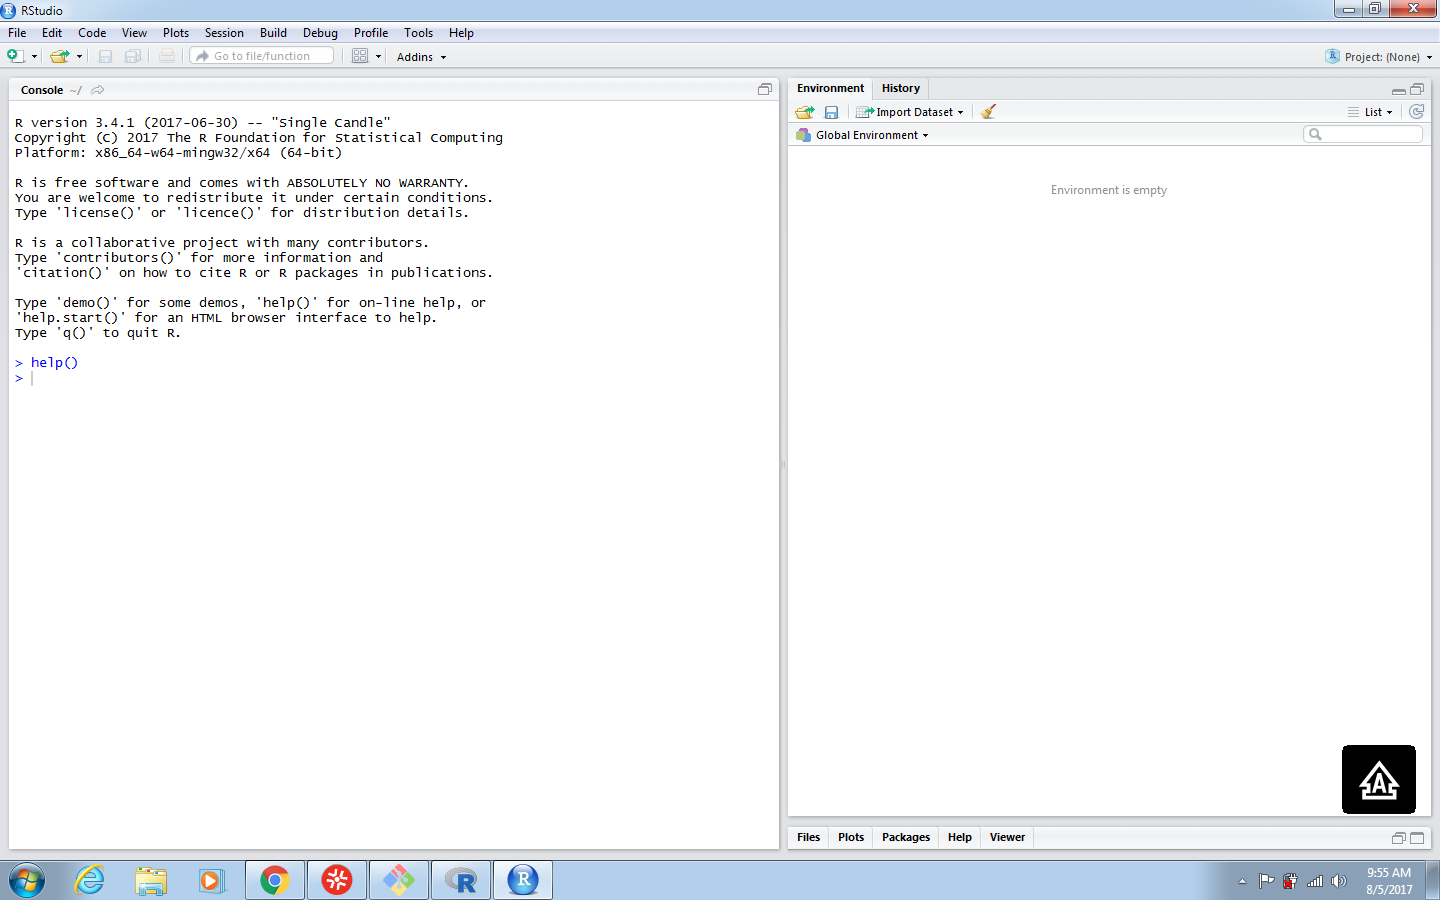 RStudio
File Edit Code View Plots Session Build Debug Profile Tools Help
Go to file/function Addins Project: (None)
Console ~/
R version 3.4.1 (2017-06-30) -- "Single Candle"
Copyright (C) 2017 The R Foundation for Statistical Computing
Platform: x86_64-w64-mingw32/x64 (64-bit)
R is free software and comes with ABSOLUTELY NO WARRANTY.
You are welcome to redistribute it under certain conditions.
Type 'license()' or 'licence()' for distribution details.
R is a collaborative project with many contributors.
Type 'contributors()' for more information and
'citation()' on how to cite R or R packages in publications.
Type 'demo()' for some demos, 'help()' for on-line help, or
'help.start()' for an HTML browser interface to help.
Type 'q()' to quit R.
> help()
>
Environment History
Import Dataset List
Global Environment
Environment is empty
A
Files Plots Packages Help Viewer
9:55 AM
8/5/2017